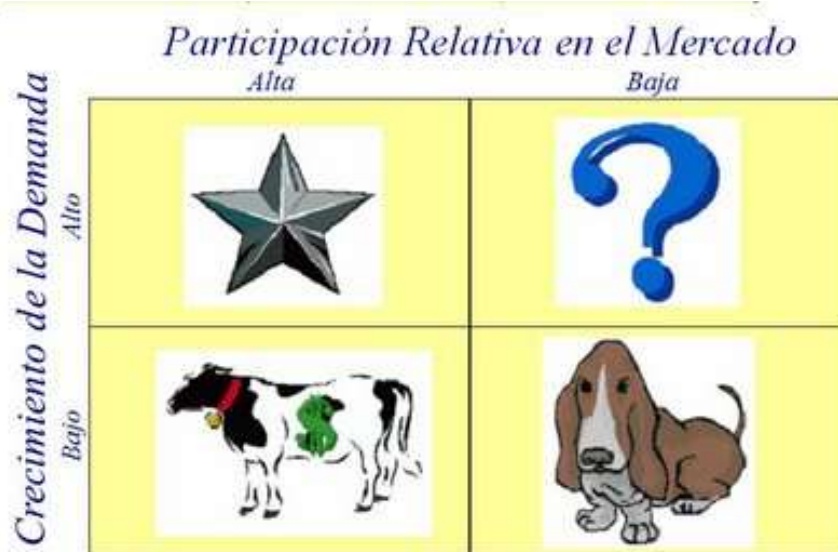 Participación Relativa en el Mercado
Alta
Baja
Crecimiento de la Demanda
Alto
Bajo
$